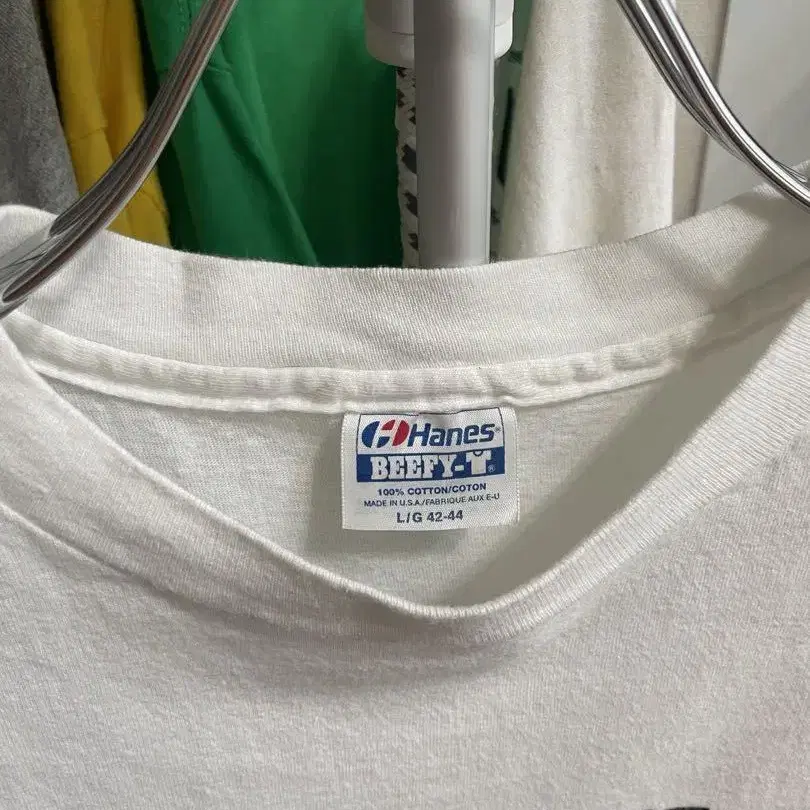 Hanes®
BEEFY-T®
100% COTTON/COTON
MADE IN U.S.A./FABRIQUE AUX E-U
L/G 42-44